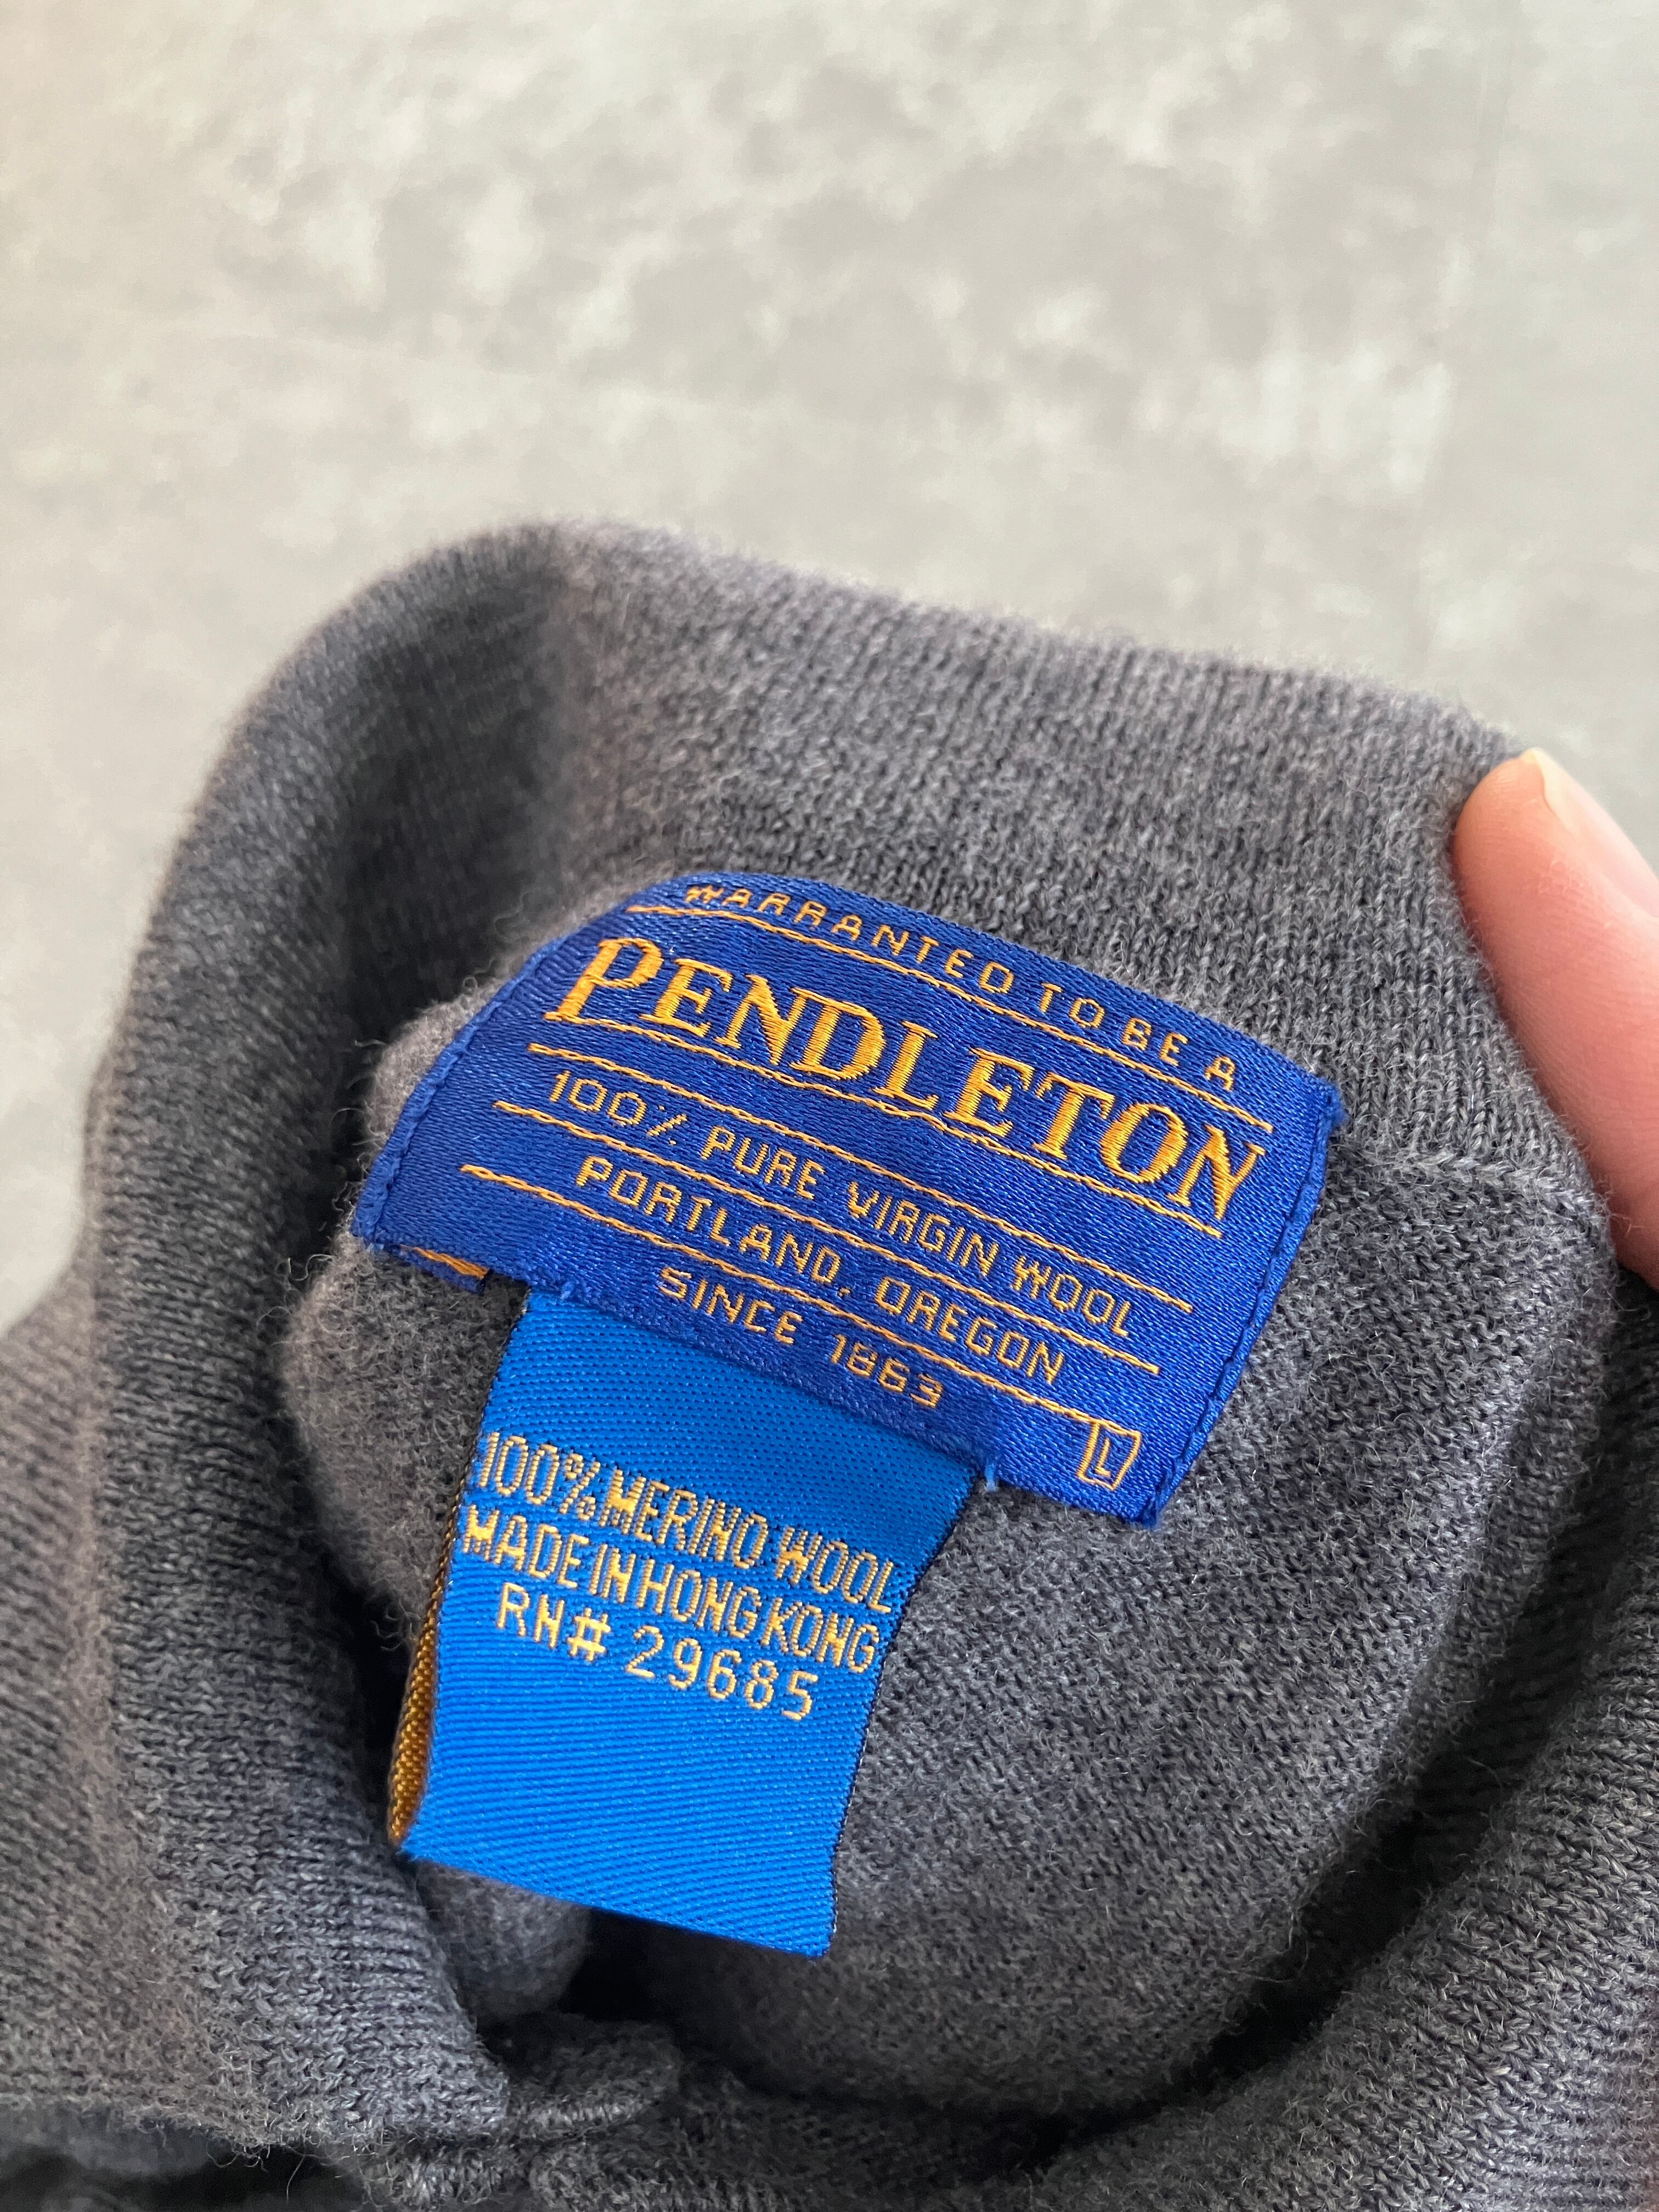 WARRANTED TO BE A
PENDLETON
100% PURE VIRGIN WOOL
PORTLAND, OREGON
SINCE 1863
L
100% MERINO WOOL
MADE IN HONG KONG
RN# 29685